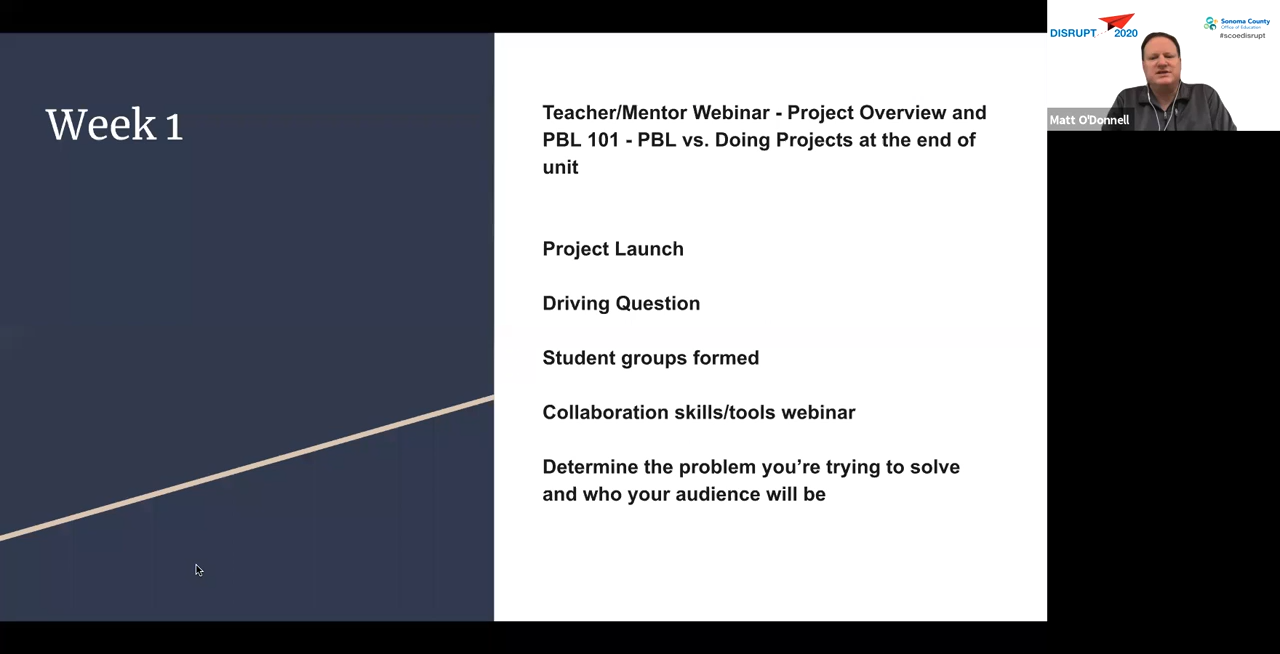 Week 1
Teacher/Mentor Webinar - Project Overview and
PBL 101 - PBL vs. Doing Projects at the end of
unit
Project Launch
Driving Question
Student groups formed
Collaboration skills/tools webinar
Determine the problem you’re trying to solve
and who your audience will be
DISRUPT 2020
Sonoma County
Office of Education
#scoedisrupt
Matt O'Donnell